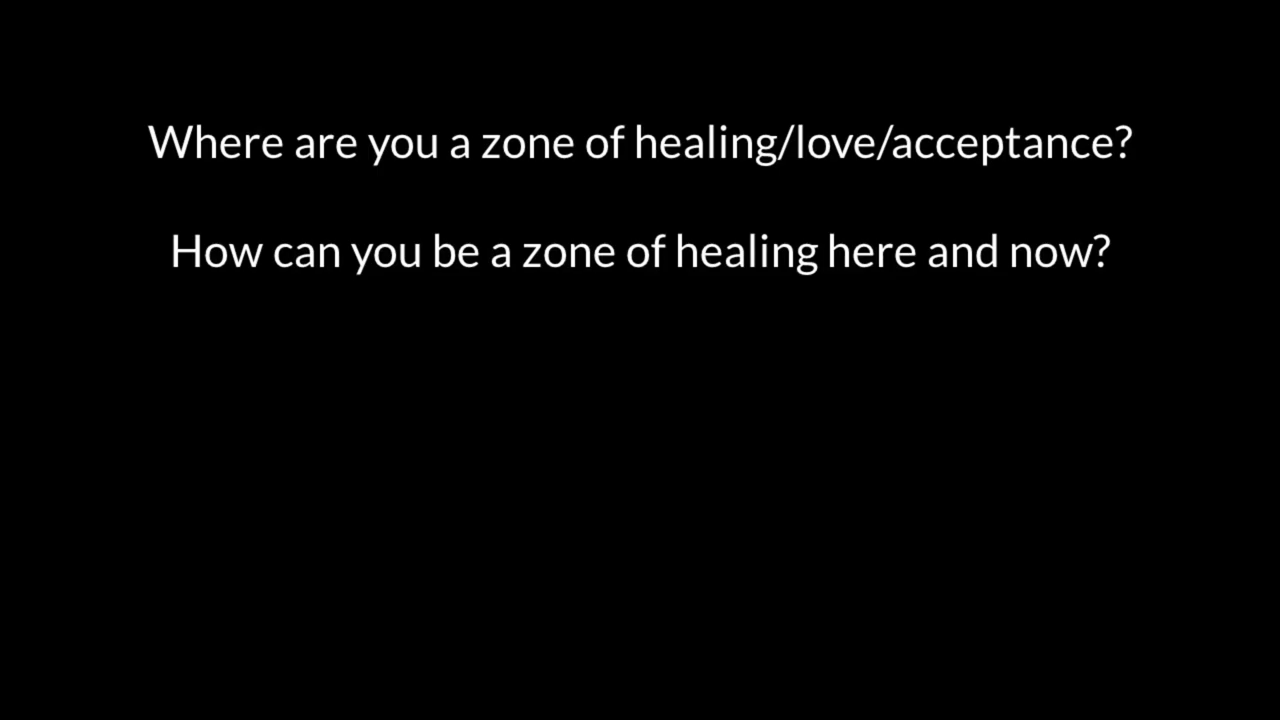 Where are you a zone of healing/love/acceptance?
How can you be a zone of healing here and now?